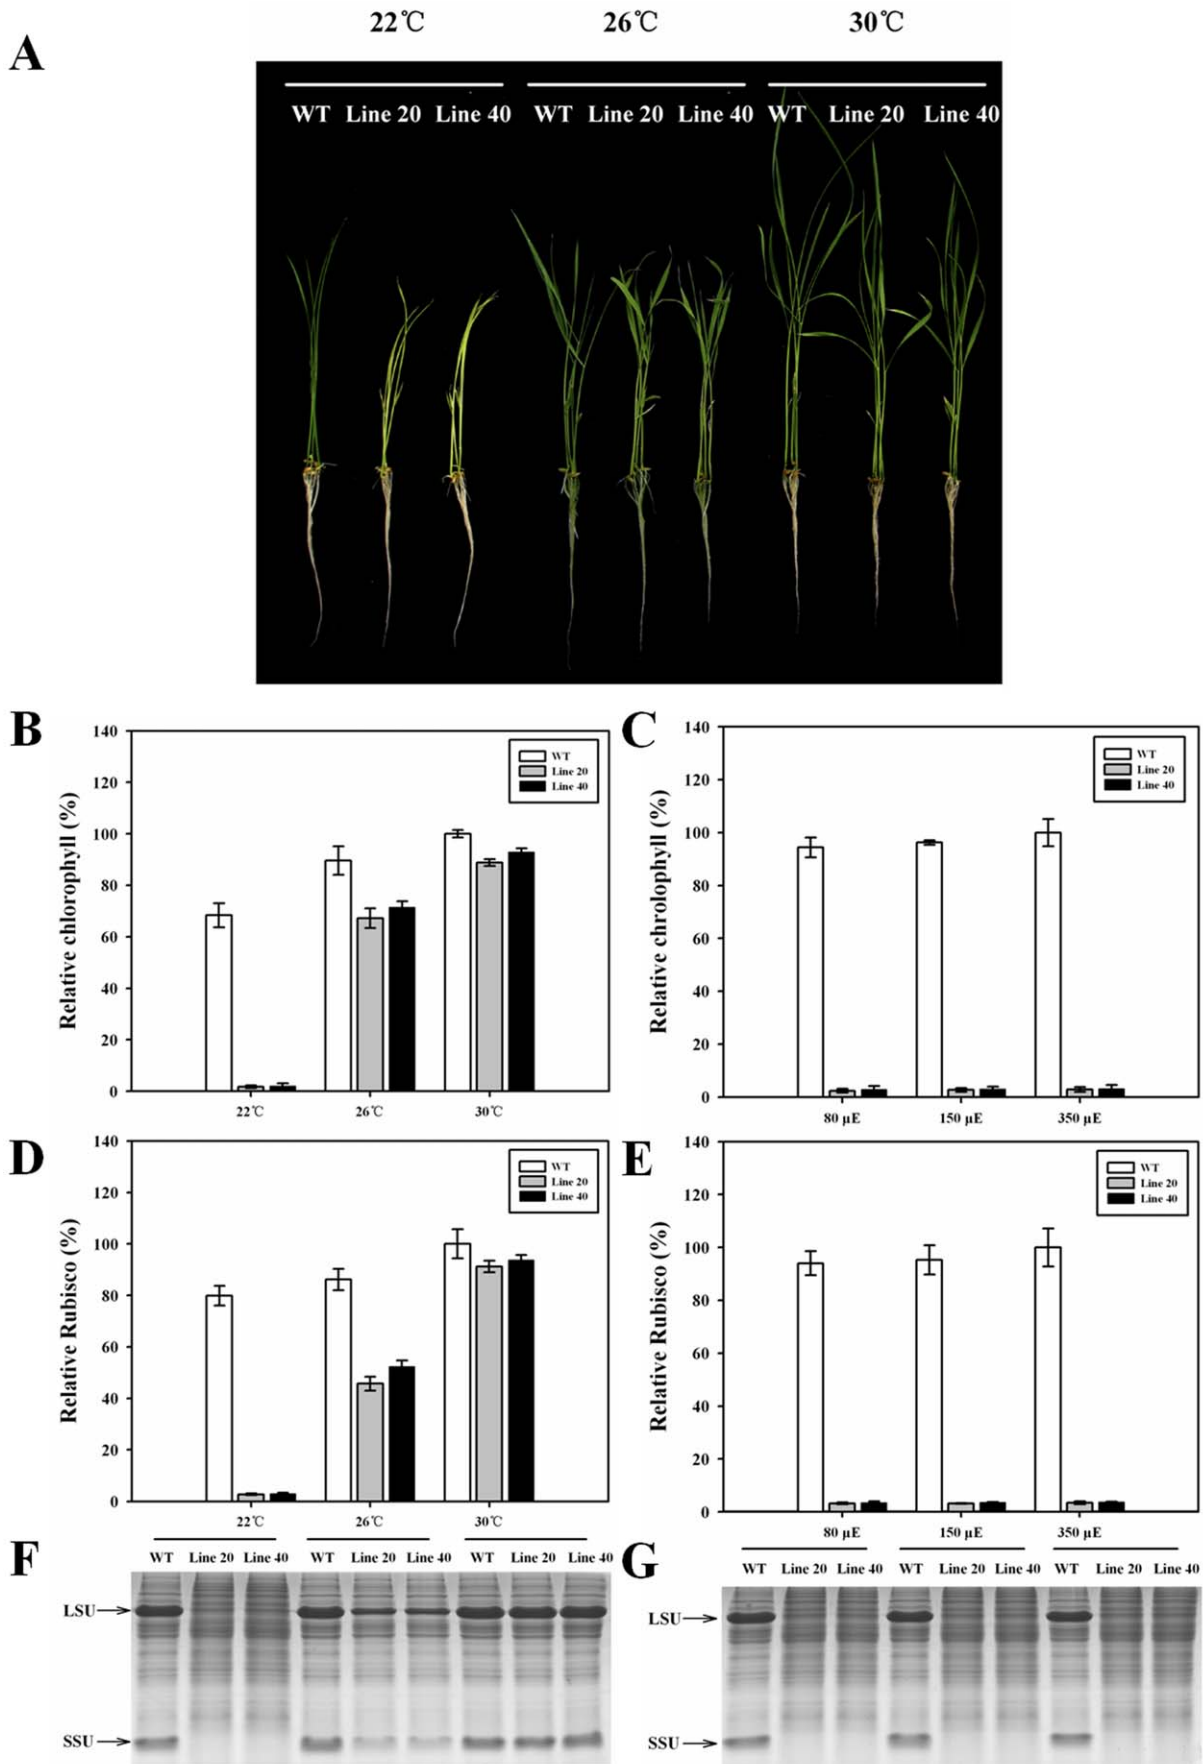 A
22℃ 26℃ 30℃
WT Line 20 Line 40 WT Line 20 Line 40 WT Line 20 Line 40
B
Relative chlorophyll (%)
140
120
100
80
60
40
20
0
WT
Line 20
Line 40
22℃ 26℃ 30℃
C
Relative chrolophyll (%)
140
120
100
80
60
40
20
0
WT
Line 20
Line 40
80 µE 150 µE 350 µE
D
Relative Rubisco (%)
140
120
100
80
60
40
20
0
WT
Line 20
Line 40
22℃ 26℃ 30℃
E
Relative Rubisco (%)
140
120
100
80
60
40
20
0
WT
Line 20
Line 40
80 µE 150 µE 350 µE
F
WT Line 20 Line 40 WT Line 20 Line 40 WT Line 20 Line 40
LSU
SSU
G
WT Line 20 Line 40 WT Line 20 Line 40 WT Line 20 Line 40
LSU
SSU